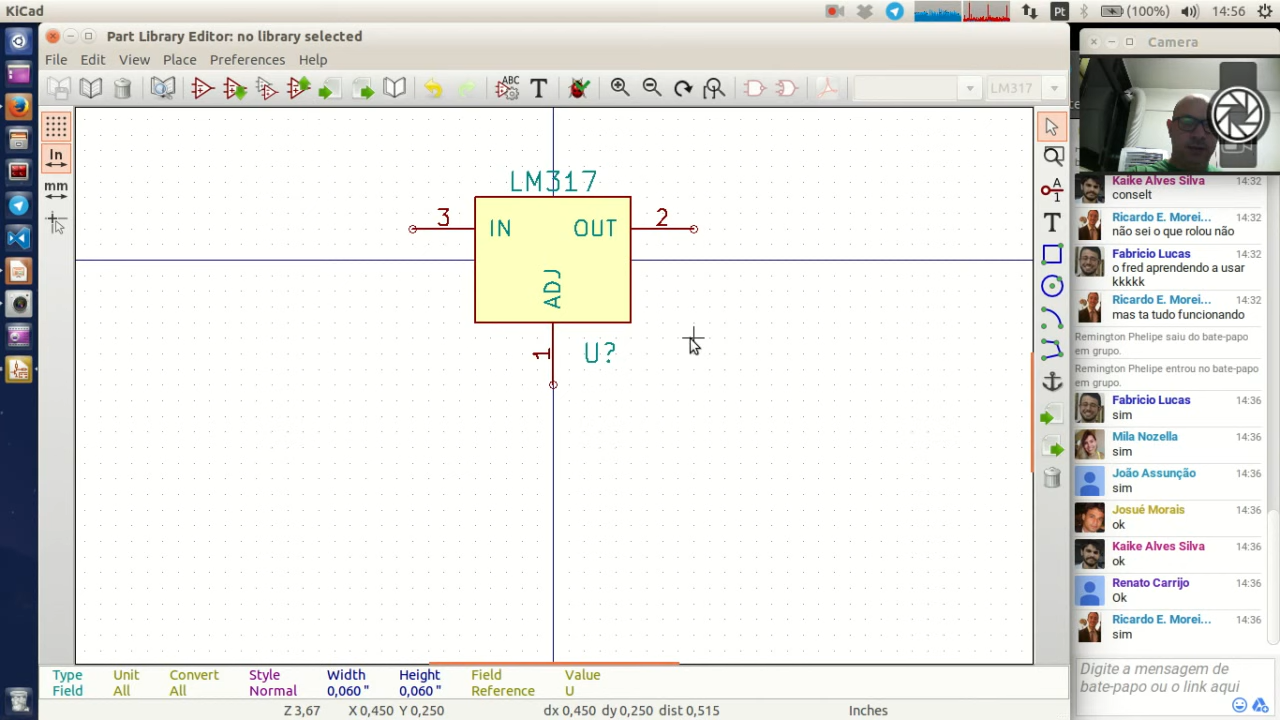 KiCad
Pt
(100%)
14:56
Part Library Editor: no library selected
File Edit View Place Preferences Help
ABC
T
LM317
In
mm
LM317
3
IN
OUT
2
ADJ
1
U?
A
1
T
Camera
Kaike Alves Silva 14:32
conselt
Ricardo E. Morei... 14:32
não sei o que rolou não
Fabricio Lucas 14:32
o fred aprendendo a usar
kkkkk
Ricardo E. Morei... 14:32
mas ta tudo funcionando
Remington Phelipe saiu do bate-papo
em grupo.
Remington Phelipe entrou no bate-papo
em grupo.
Fabricio Lucas 14:36
sim
Mila Nozella 14:36
sim
João Assunção 14:36
sim
Josué Morais 14:36
ok
Kaike Alves Silva 14:36
ok
Renato Carrijo 14:36
Ok
Ricardo E. Morei... 14:36
sim
Digite a mensagem de
bate-papo ou o link aqui
Type Unit Convert Style Width Height Field Value
Field All All Normal 0,060 " 0,060 " Reference U
Z 3,67 X 0,450 Y 0,250 dx 0,450 dy 0,250 dist 0,515 Inches